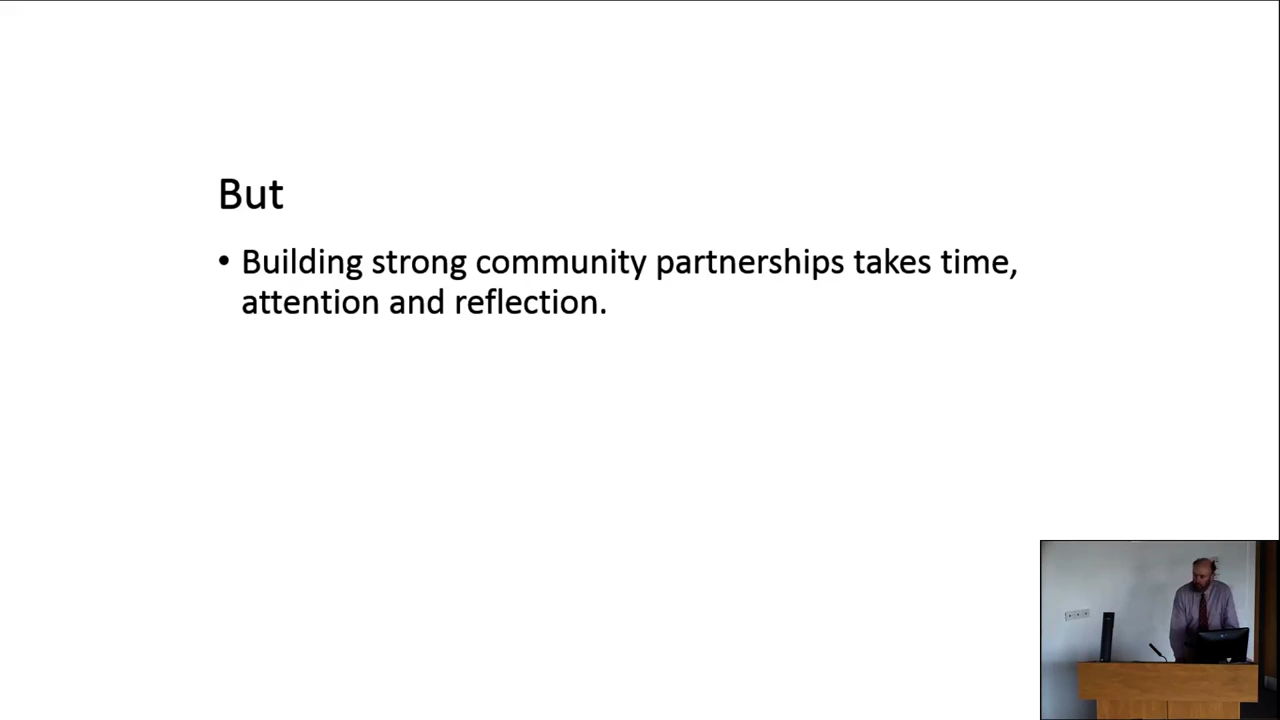 But
• Building strong community partnerships takes time,
attention and reflection.